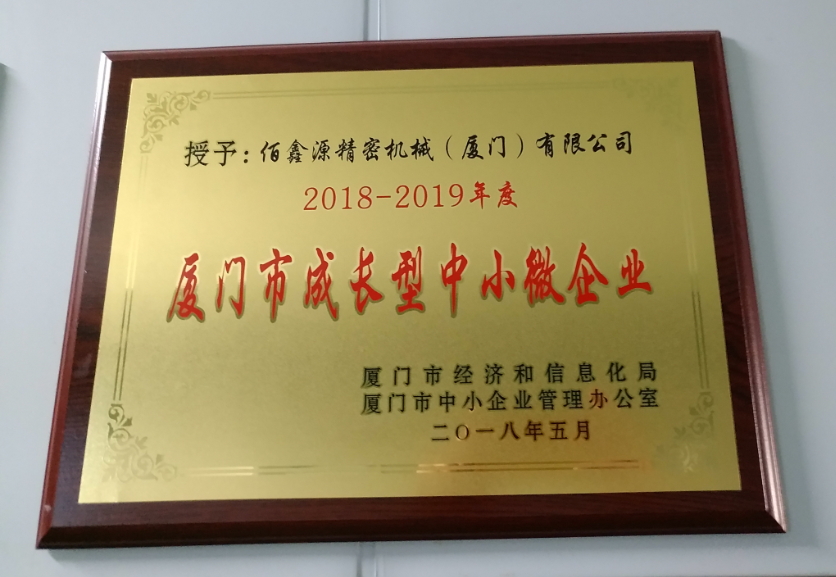 授予：佰鑫源精密机械（厦门）有限公司
2018-2019年度
厦门市成长型中小微企业
厦门市经济和信息化局
厦门市中小企业管理办公室
二〇一八年五月